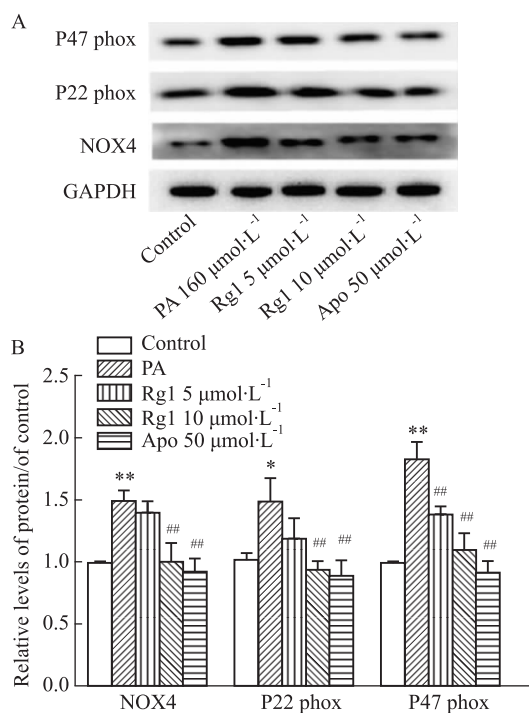 A
P47 phox
P22 phox
NOX4
GAPDH
Control
PA 160 μmol·L⁻¹
Rg1 5 μmol·L⁻¹
Rg1 10 μmol·L⁻¹
Apo 50 μmol·L⁻¹
B
Control
PA
Rg1 5 μmol·L⁻¹
Rg1 10 μmol·L⁻¹
Apo 50 μmol·L⁻¹
Relative levels of protein/of control
2.5
2.0
1.5
1.0
0.5
0.0
** ## ##
* ## ##
** ## ## ##
NOX4 P22 phox P47 phox